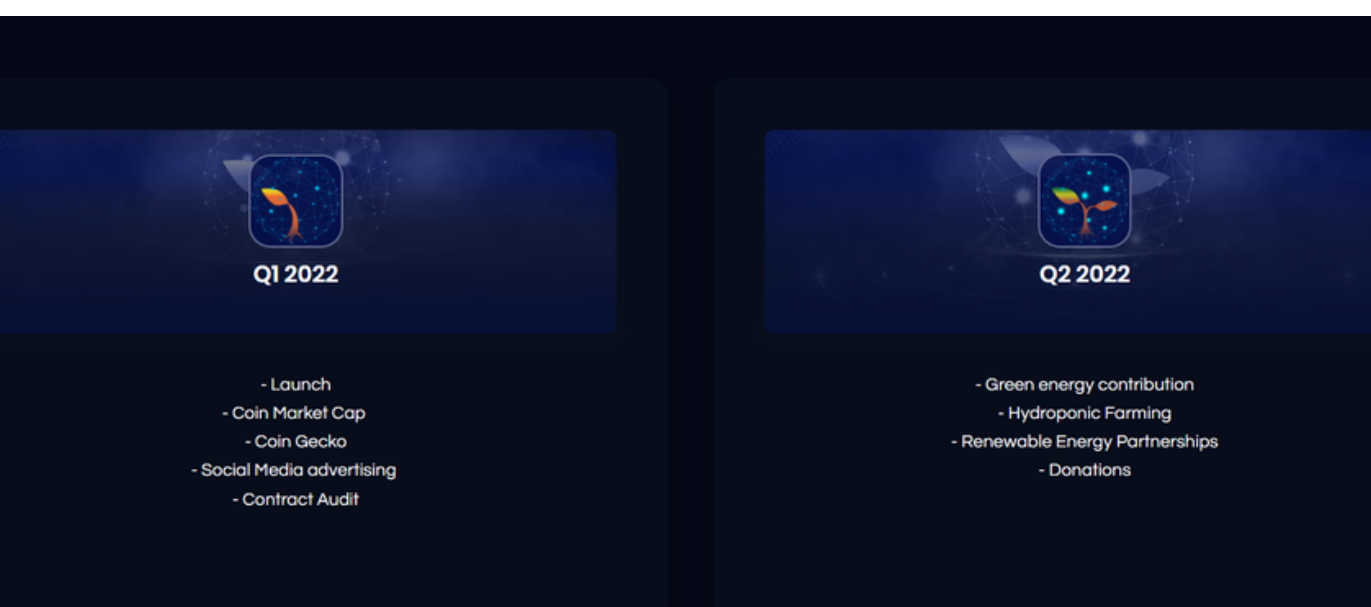 Q1 2022
- Launch
- Coin Market Cap
- Coin Gecko
- Social Media advertising
- Contract Audit
Q2 2022
- Green energy contribution
- Hydroponic Farming
- Renewable Energy Partnerships
- Donations